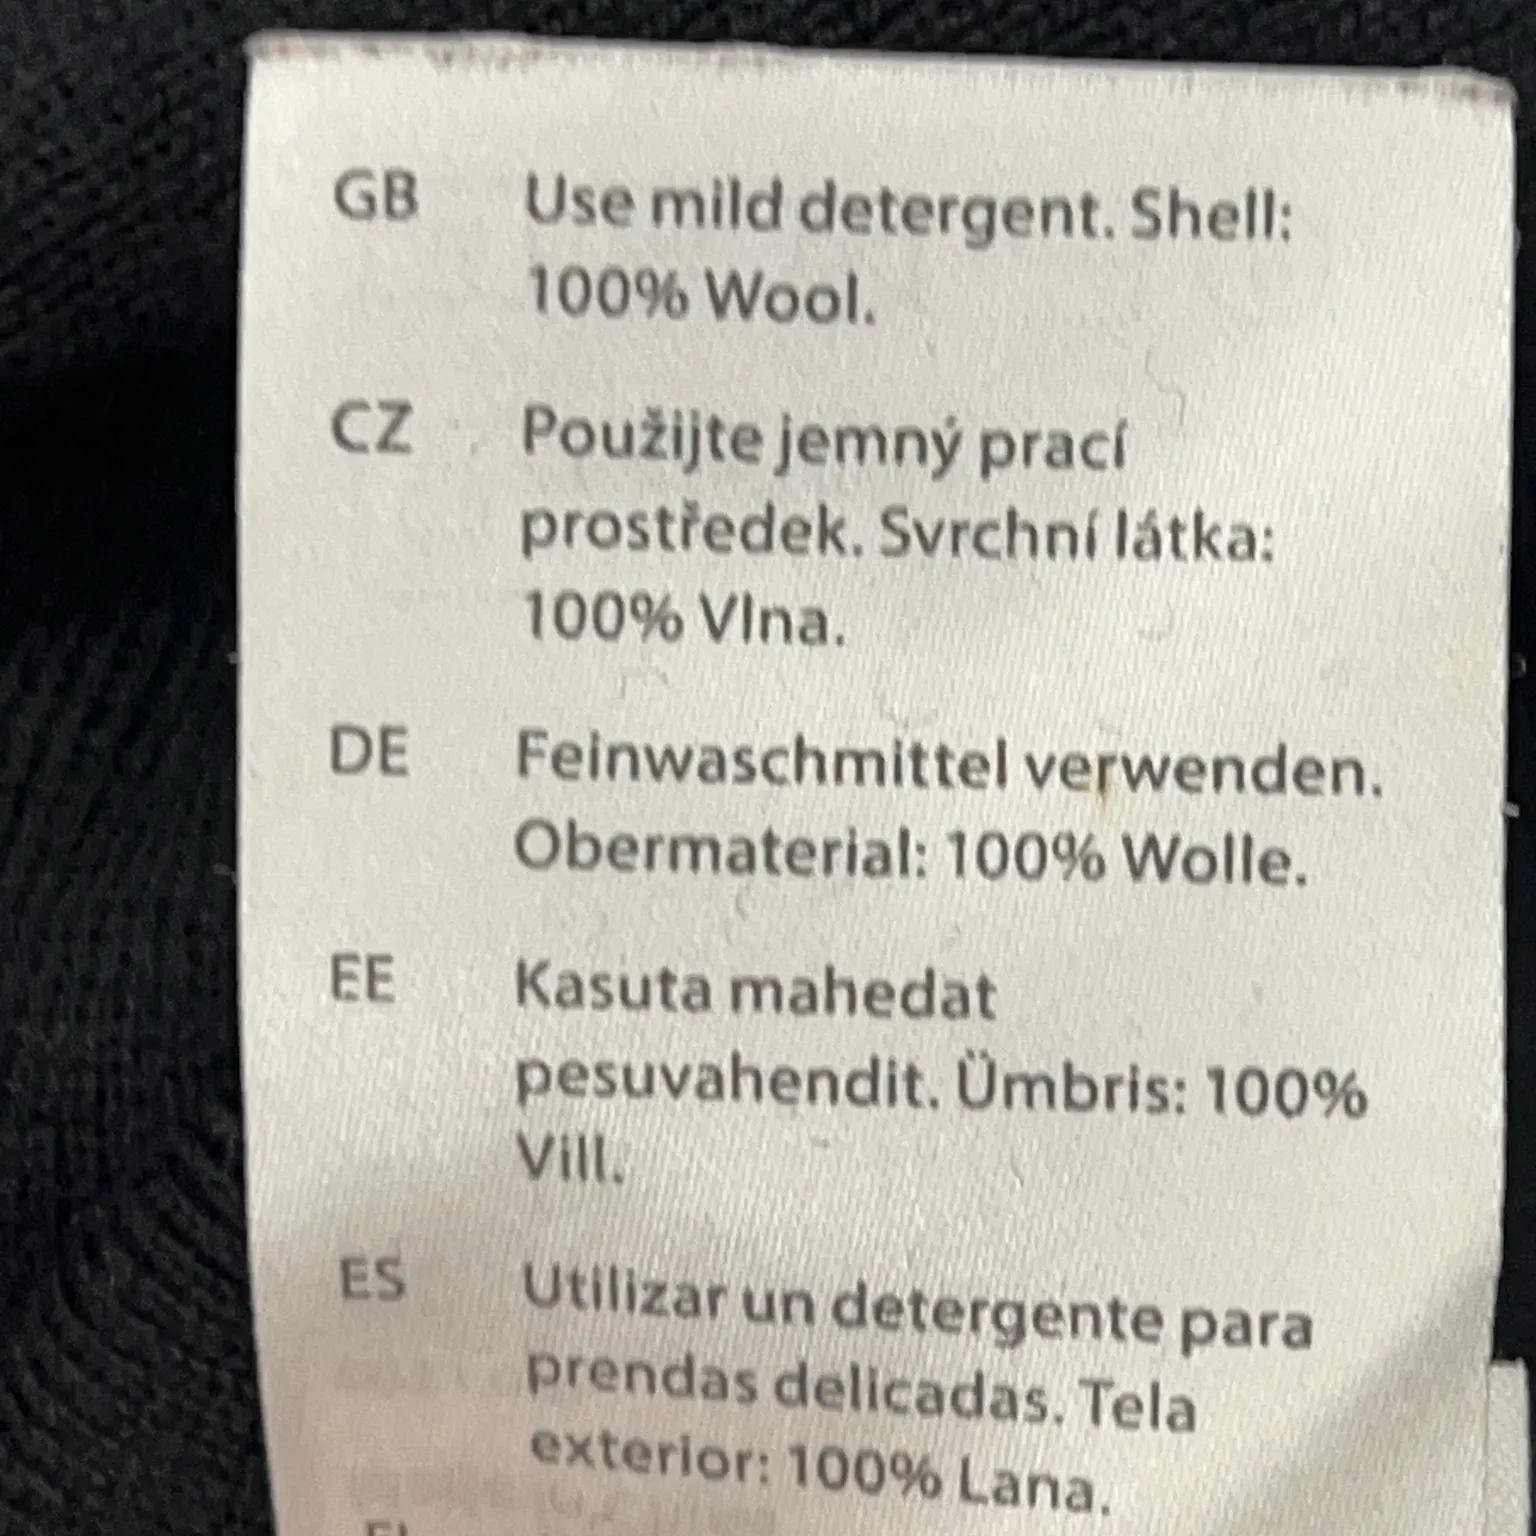 GB Use mild detergent. Shell:
100% Wool.
CZ Použijte jemný prací
prostředek. Svrchní látka:
100% Vlna.
DE Feinwaschmittel verwenden.
Obermaterial: 100% Wolle.
EE Kasuta mahedat
pesuvahendit. Ümbris: 100%
Vill.
ES Utilizar un detergente para
prendas delicadas. Tela
exterior: 100% Lana.